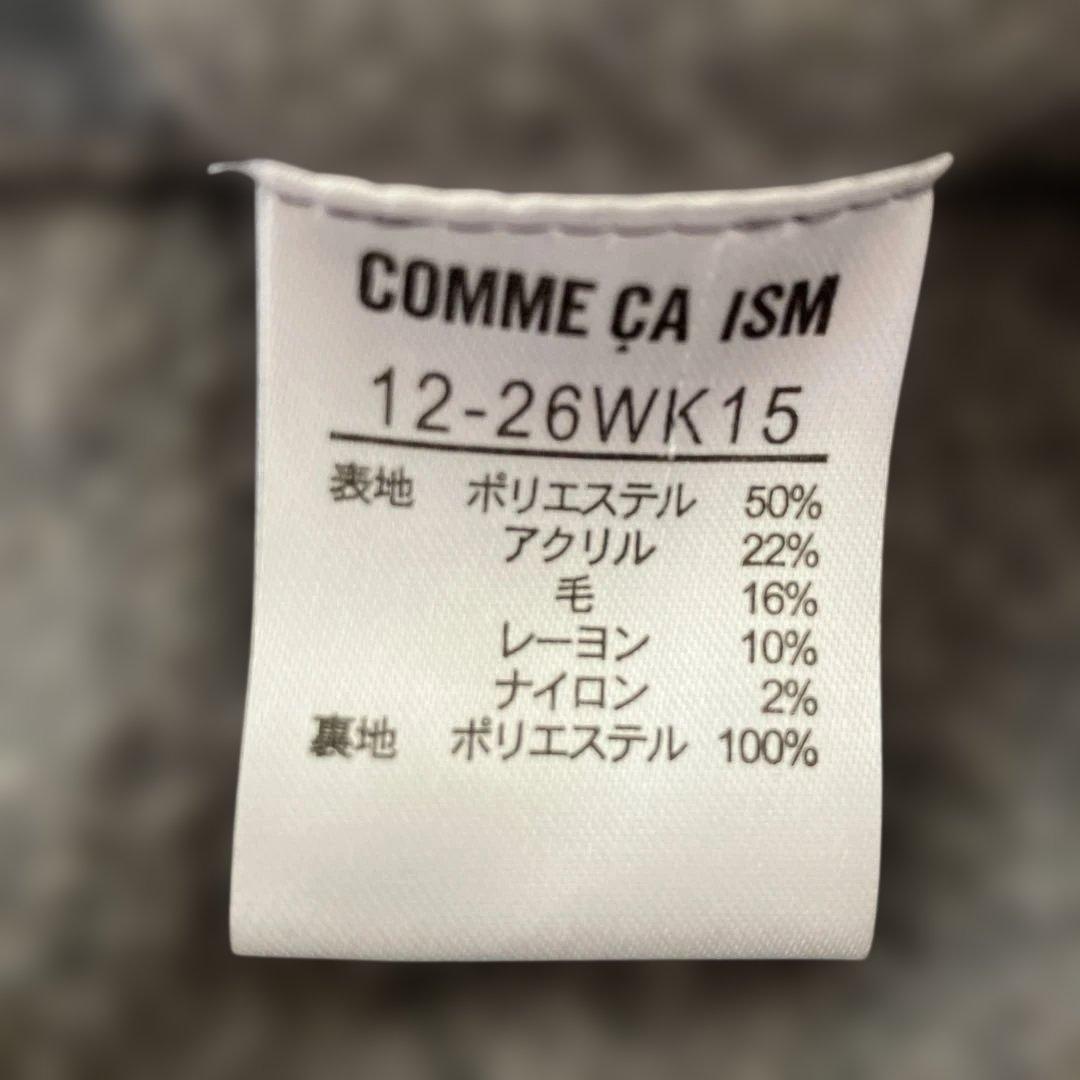 COMME ÇA ISM
12-26WK15
表地 ポリエステル 50%
アクリル 22%
毛 16%
レーヨン 10%
ナイロン 2%
裏地 ポリエステル 100%